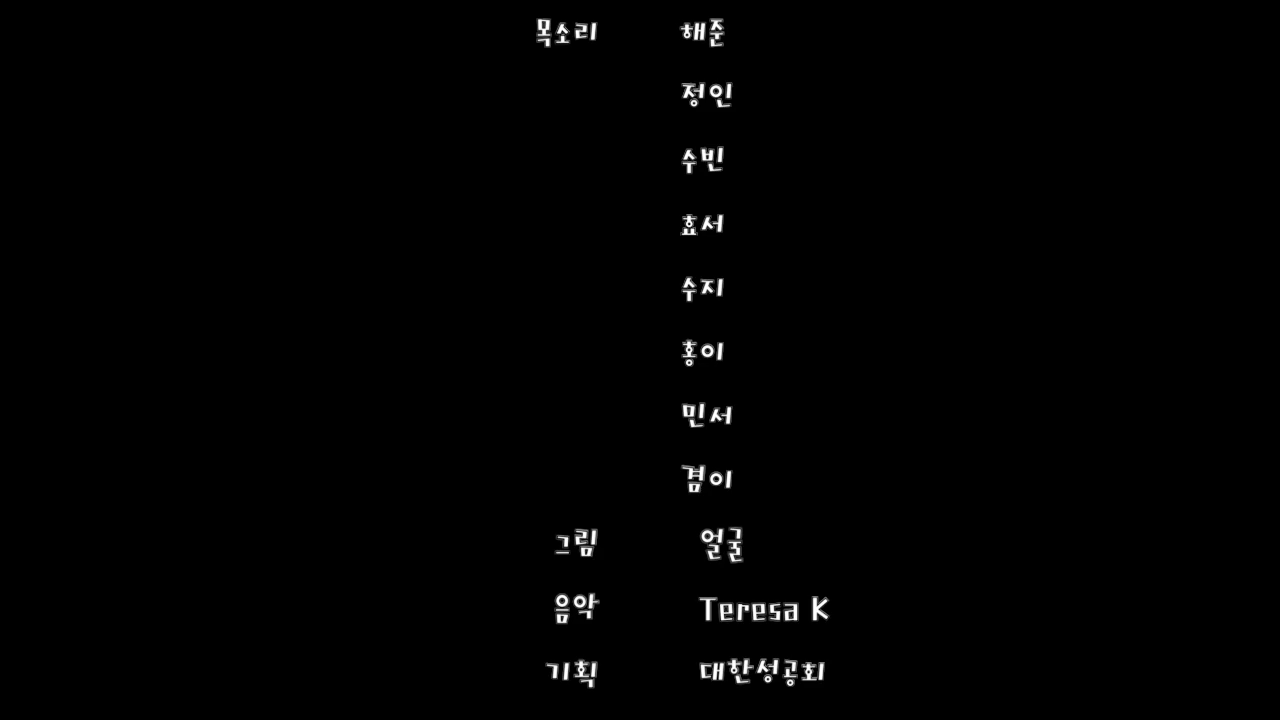 목소리 해준
정인
수빈
효서
수지
홍이
민서
겸이
그림 얼굴
음악 Teresa K
기획 대한성공회